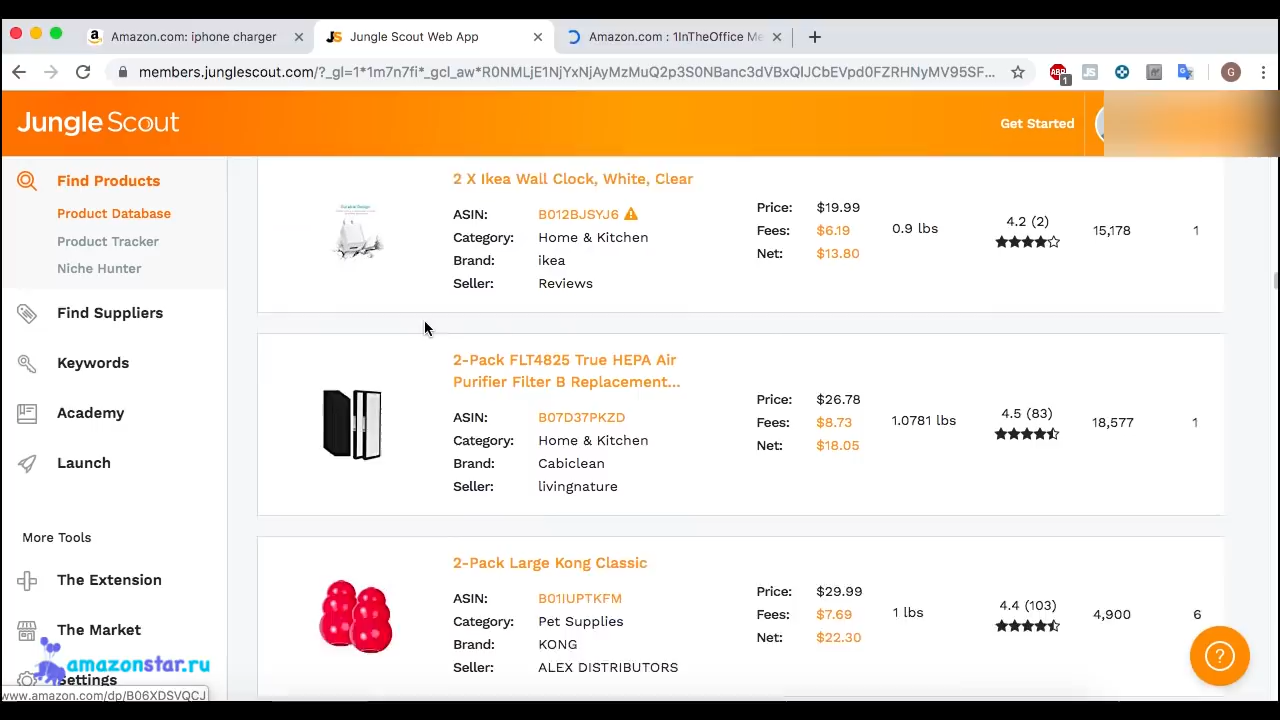 Amazon.com: iphone charger
Jungle Scout Web App
Amazon.com : 1InTheOffice Me
members.junglescout.com/?_gl=1*1m7n7fi*_gcl_aw*R0NMLjE1NjYxNjAyMzMuQ2p3S0NBanc3dVBxQlJCbEVpd0FZRHNyMV95SF...
ABP
1
JS
G
Jungle Scout
Get Started
Find Products
Product Database
Product Tracker
Niche Hunter
Find Suppliers
Keywords
Academy
Launch
More Tools
The Extension
The Market
Settings
amazonstar.ru
www.amazon.com/dp/B06XDSVQCJ
2 X Ikea Wall Clock, White, Clear
ASIN: B012BJSYJ6
Category: Home & Kitchen
Brand: ikea
Seller: Reviews
Price: $19.99
Fees: $6.19
Net: $13.80
0.9 lbs
4.2 (2)
15,178
1
2-Pack FLT4825 True HEPA Air
Purifier Filter B Replacement...
ASIN: B07D37PKZD
Category: Home & Kitchen
Brand: Cabiclean
Seller: livingnature
Price: $26.78
Fees: $8.73
Net: $18.05
1.0781 lbs
4.5 (83)
18,577
1
2-Pack Large Kong Classic
ASIN: B01IUPTKFM
Category: Pet Supplies
Brand: KONG
Seller: ALEX DISTRIBUTORS
Price: $29.99
Fees: $7.69
Net: $22.30
1 lbs
4.4 (103)
4,900
6
?